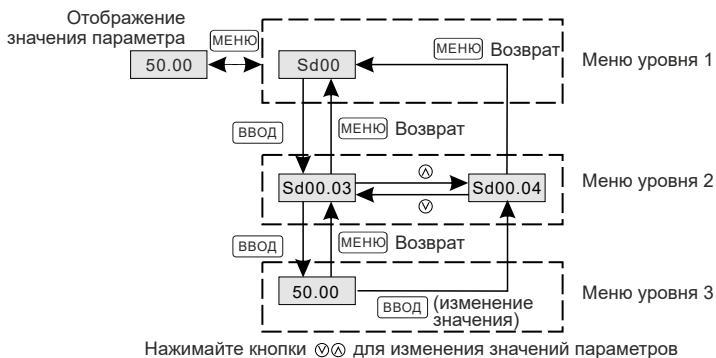 Отображение
значения параметра
МЕНЮ
50.00
Sd00
МЕНЮ Возврат
Меню уровня 1
ВВОД
МЕНЮ Возврат
Sd00.03
Sd00.04
Меню уровня 2
ВВОД
МЕНЮ Возврат
50.00
ВВОД (изменение
значения)
Меню уровня 3
Нажимайте кнопки для изменения значений параметров